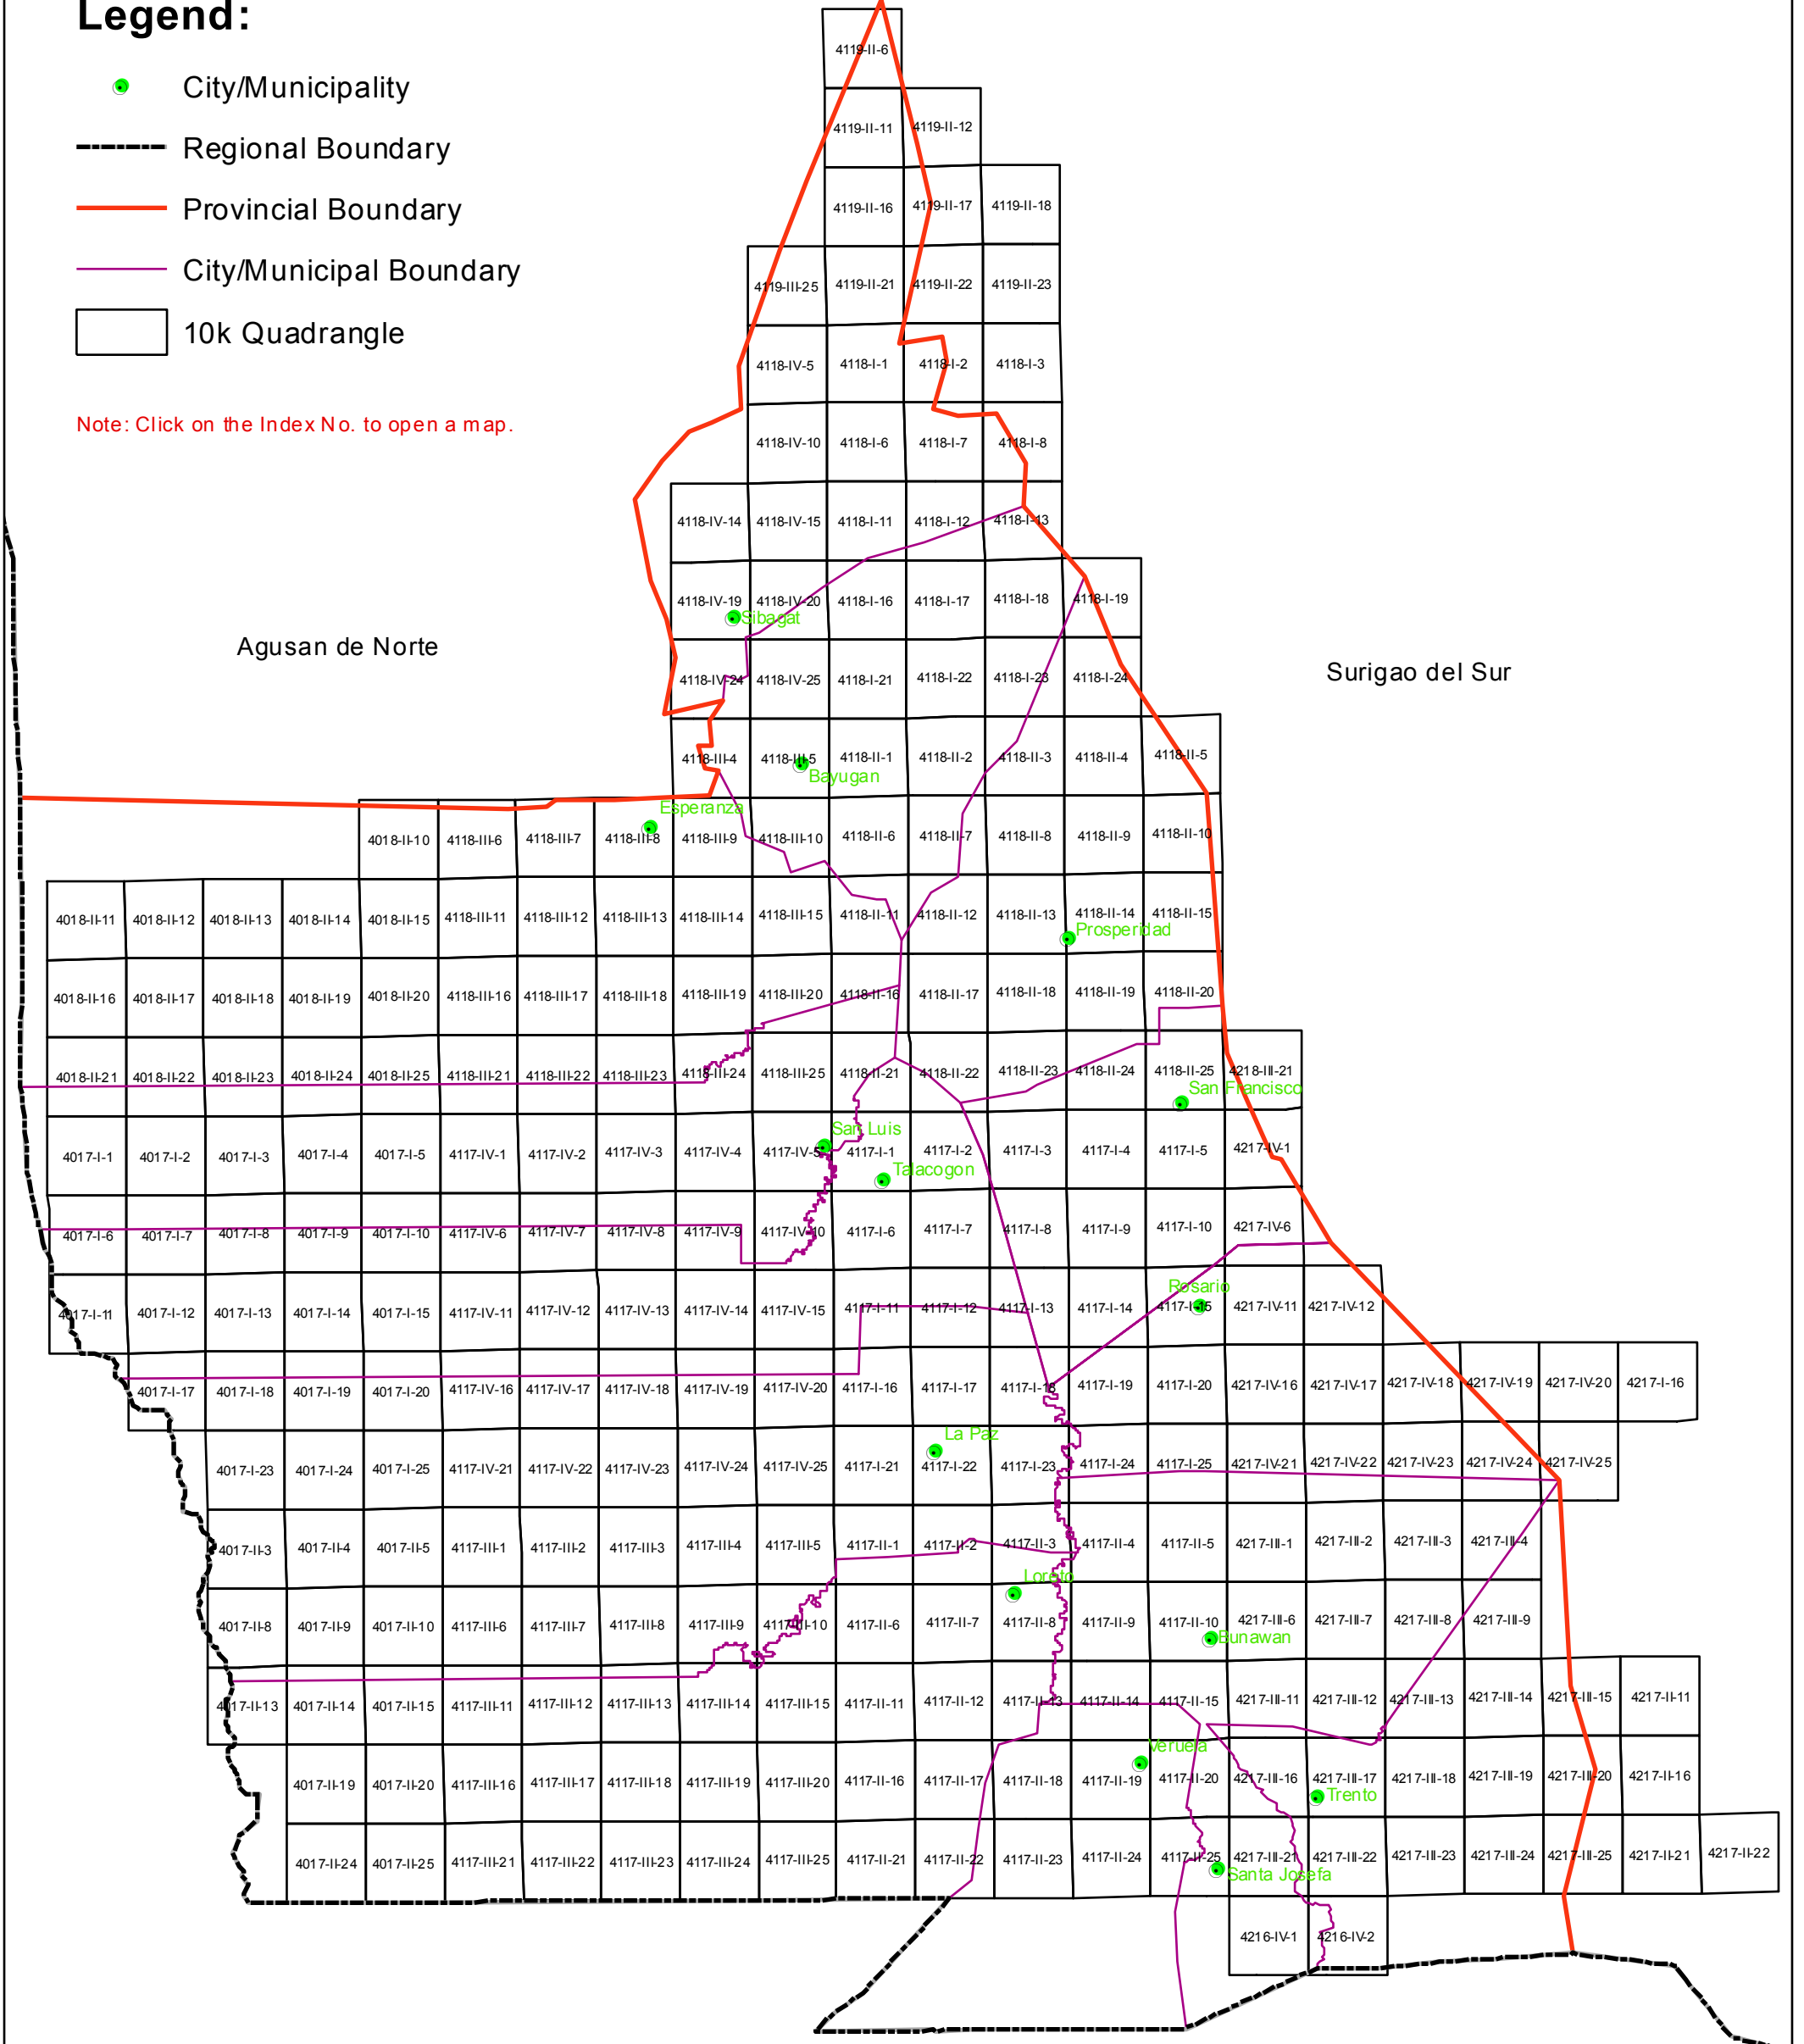 Legend:
City/Municipality
Regional Boundary
Provincial Boundary
City/Municipal Boundary
10k Quadrangle
Note: Click on the Index No. to open a map.
Agusan de Norte
Surigao del Sur
4119-II-6
4119-II-11 4119-II-12
4119-II-16 4119-II-17 4119-II-18
4119-III-25 4119-II-21 4119-II-22 4119-II-23
4118-IV-5 4118-I-1 4118-I-2 4118-I-3
4118-IV-10 4118-I-6 4118-I-7 4118-I-8
4118-IV-14 4118-IV-15 4118-I-11 4118-I-12 4118-I-13
4118-IV-19 4118-IV-20 4118-I-16 4118-I-17 4118-I-18 4118-I-19
Sibagat
4118-IV-24 4118-IV-25 4118-I-21 4118-I-22 4118-I-23 4118-I-24
4118-III-4 4118-III-5 4118-II-1 4118-II-2 4118-II-3 4118-II-4 4118-II-5
Bayugan
Esperanza
4018-II-10 4118-III-6 4118-III-7 4118-III-8 4118-III-9 4118-III-10 4118-II-6 4118-II-7 4118-II-8 4118-II-9 4118-II-10
4018-II-11 4018-II-12 4018-II-13 4018-II-14 4018-II-15 4118-III-11 4118-III-12 4118-III-13 4118-III-14 4118-III-15 4118-II-11 4118-II-12 4118-II-13 4118-II-14 4118-II-15
Prosperidad
4018-II-16 4018-II-17 4018-II-18 4018-II-19 4018-II-20 4118-III-16 4118-III-17 4118-III-18 4118-III-19 4118-III-20 4118-II-16 4118-II-17 4118-II-18 4118-II-19 4118-II-20
4018-II-21 4018-II-22 4018-II-23 4018-II-24 4018-II-25 4118-III-21 4118-III-22 4118-III-23 4118-III-24 4118-III-25 4118-II-21 4118-II-22 4118-II-23 4118-II-24 4118-II-25 4218-III-21
San Francisco
San Luis
4017-I-1 4017-I-2 4017-I-3 4017-I-4 4017-I-5 4117-IV-1 4117-IV-2 4117-IV-3 4117-IV-4 4117-IV-5 4117-I-1 4117-I-2 4117-I-3 4117-I-4 4117-I-5 4217-IV-1
Talacogon
4017-I-6 4017-I-7 4017-I-8 4017-I-9 4017-I-10 4117-IV-6 4117-IV-7 4117-IV-8 4117-IV-9 4117-IV-10 4117-I-6 4117-I-7 4117-I-8 4117-I-9 4117-I-10 4217-IV-6
Rosario
4017-I-11 4017-I-12 4017-I-13 4017-I-14 4017-I-15 4117-IV-11 4117-IV-12 4117-IV-13 4117-IV-14 4117-IV-15 4117-I-11 4117-I-12 4117-I-13 4117-I-14 4117-I-15 4217-IV-11 4217-IV-12
4017-I-17 4017-I-18 4017-I-19 4017-I-20 4117-IV-16 4117-IV-17 4117-IV-18 4117-IV-19 4117-IV-20 4117-I-16 4117-I-17 4117-I-18 4117-I-19 4117-I-20 4217-IV-16 4217-IV-17 4217-IV-18 4217-IV-19 4217-IV-20 4217-I-16
La Paz
4017-I-23 4017-I-24 4017-I-25 4117-IV-21 4117-IV-22 4117-IV-23 4117-IV-24 4117-IV-25 4117-I-21 4117-I-22 4117-I-23 4117-I-24 4117-I-25 4217-IV-21 4217-IV-22 4217-IV-23 4217-IV-24 4217-IV-25
4017-II-3 4017-II-4 4017-II-5 4117-III-1 4117-III-2 4117-III-3 4117-III-4 4117-III-5 4117-II-1 4117-II-2 4117-II-3 4117-II-4 4117-II-5 4217-III-1 4217-III-2 4217-III-3 4217-III-4
Loreto
4017-II-8 4017-II-9 4017-II-10 4117-III-6 4117-III-7 4117-III-8 4117-III-9 4117-III-10 4117-II-6 4117-II-7 4117-II-8 4117-II-9 4117-II-10 4217-III-6 4217-III-7 4217-III-8 4217-III-9
Bunawan
4017-II-13 4017-II-14 4017-II-15 4117-III-11 4117-III-12 4117-III-13 4117-III-14 4117-III-15 4117-II-11 4117-II-12 4117-II-13 4117-II-14 4117-II-15 4217-III-11 4217-III-12 4217-III-13 4217-III-14 4217-III-15 4217-II-11
Veruela
4017-II-19 4017-II-20 4117-III-16 4117-III-17 4117-III-18 4117-III-19 4117-III-20 4117-II-16 4117-II-17 4117-II-18 4117-II-19 4117-II-20 4217-III-16 4217-III-17 4217-III-18 4217-III-19 4217-III-20 4217-II-16
Trento
4017-II-24 4017-II-25 4117-III-21 4117-III-22 4117-III-23 4117-III-24 4117-III-25 4117-II-21 4117-II-22 4117-II-23 4117-II-24 4117-II-25 4217-III-21 4217-III-22 4217-III-23 4217-III-24 4217-III-25 4217-II-21 4217-II-22
Santa Josefa
4216-IV-1 4216-IV-2